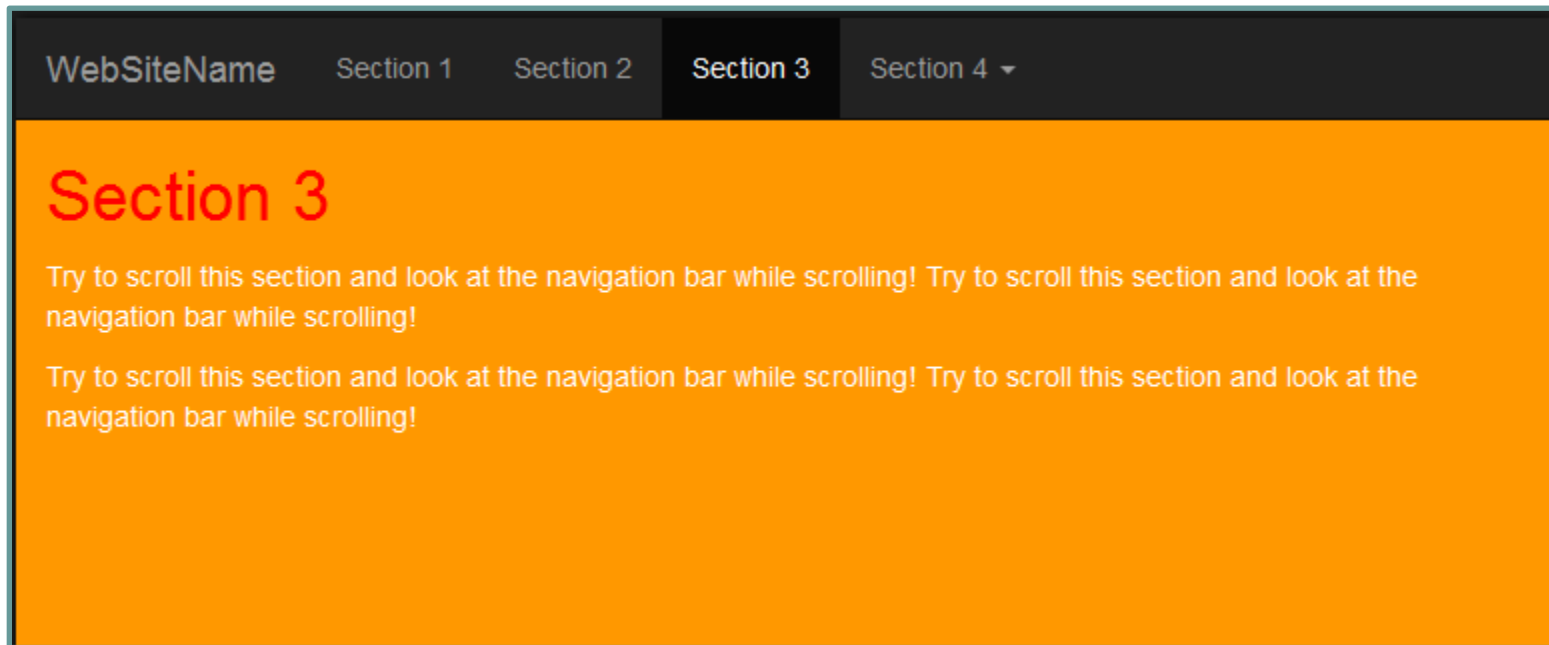 WebSiteName Section 1 Section 2 Section 3 Section 4
Section 3
Try to scroll this section and look at the navigation bar while scrolling! Try to scroll this section and look at the
navigation bar while scrolling!
Try to scroll this section and look at the navigation bar while scrolling! Try to scroll this section and look at the
navigation bar while scrolling!